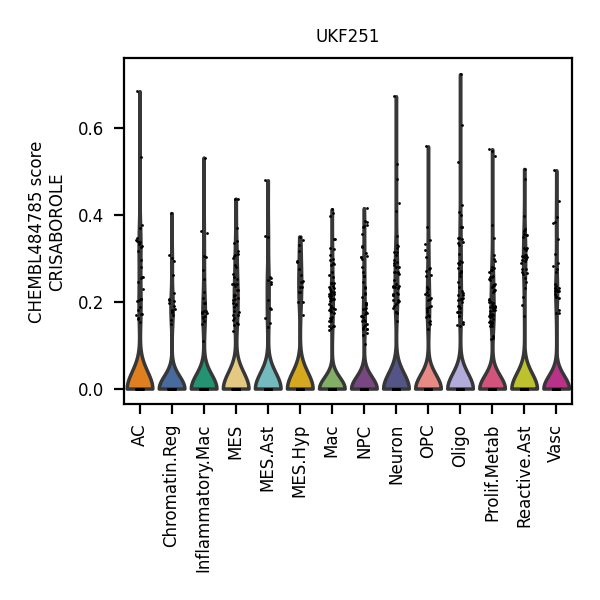 UKF251
CHEMBL484785 score
CRISABOROLE
0.6
0.4
0.2
0.0
AC
Chromatin.Reg
Inflammatory.Mac
MES
MES.Ast
MES.Hyp
Mac
NPC
Neuron
OPC
Oligo
Prolif.Metab
Reactive.Ast
Vasc